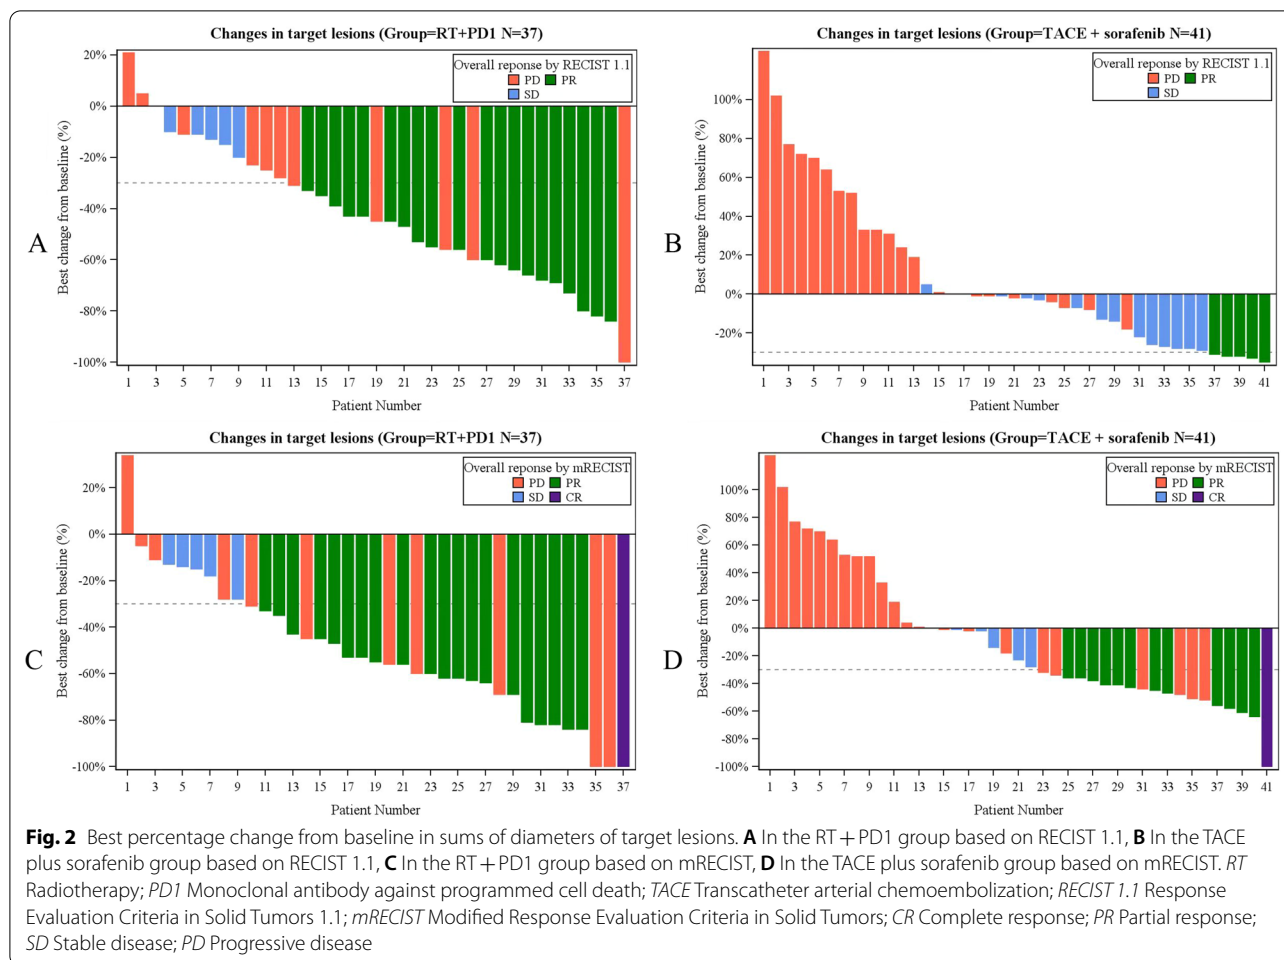 Changes in target lesions (Group=RT+PD1 N=37)
Overall reponse by RECIST 1.1
PD PR
SD
20%
0%
-20%
-40%
-60%
-80%
-100%
Best change from baseline (%)
A
1 3 5 7 9 11 13 15 17 19 21 23 25 27 29 31 33 35 37
Patient Number
Changes in target lesions (Group=TACE + sorafenib N=41)
Overall reponse by RECIST 1.1
PD PR
SD
100%
80%
60%
40%
20%
0%
-20%
Best change from baseline (%)
B
1 3 5 7 9 11 13 15 17 19 21 23 25 27 29 31 33 35 37 39 41
Patient Number
Changes in target lesions (Group=RT+PD1 N=37)
Overall reponse by mRECIST
PD PR
SD CR
20%
0%
-20%
-40%
-60%
-80%
-100%
Best change from baseline (%)
C
1 3 5 7 9 11 13 15 17 19 21 23 25 27 29 31 33 35 37
Patient Number
Changes in target lesions (Group=TACE + sorafenib N=41)
Overall reponse by mRECIST
PD PR
SD CR
100%
80%
60%
40%
20%
0%
-20%
-40%
-60%
-80%
-100%
Best change from baseline (%)
D
1 3 5 7 9 11 13 15 17 19 21 23 25 27 29 31 33 35 37 39 41
Patient Number
Fig. 2 Best percentage change from baseline in sums of diameters of target lesions. A In the RT + PD1 group based on RECIST 1.1, B In the TACE
plus sorafenib group based on RECIST 1.1, C In the RT + PD1 group based on mRECIST, D In the TACE plus sorafenib group based on mRECIST. RT
Radiotherapy; PD1 Monoclonal antibody against programmed cell death; TACE Transcatheter arterial chemoembolization; RECIST 1.1 Response
Evaluation Criteria in Solid Tumors 1.1; mRECIST Modified Response Evaluation Criteria in Solid Tumors; CR Complete response; PR Partial response;
SD Stable disease; PD Progressive disease